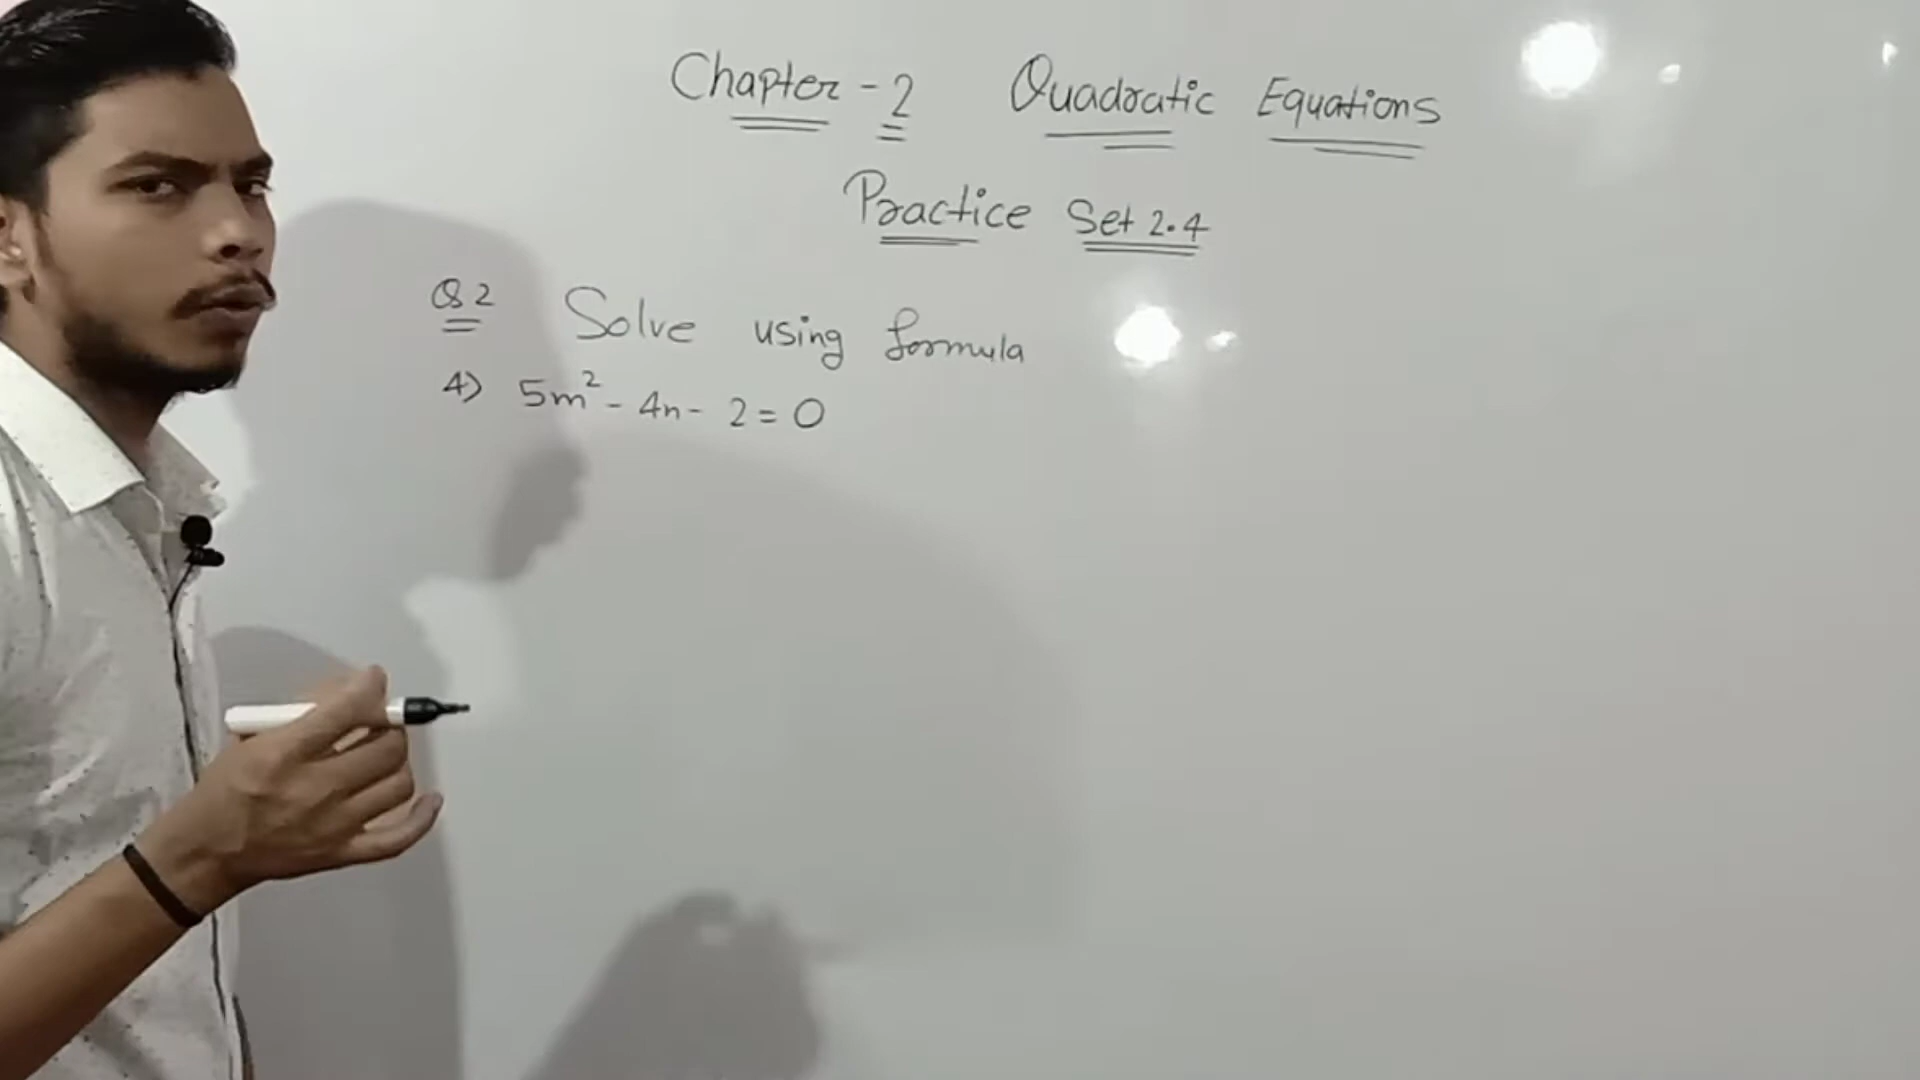 Chapter - 2 Quadratic Equations
Practice Set 2.4
Q2 Solve using formula
4) 5m² - 4n - 2 = 0